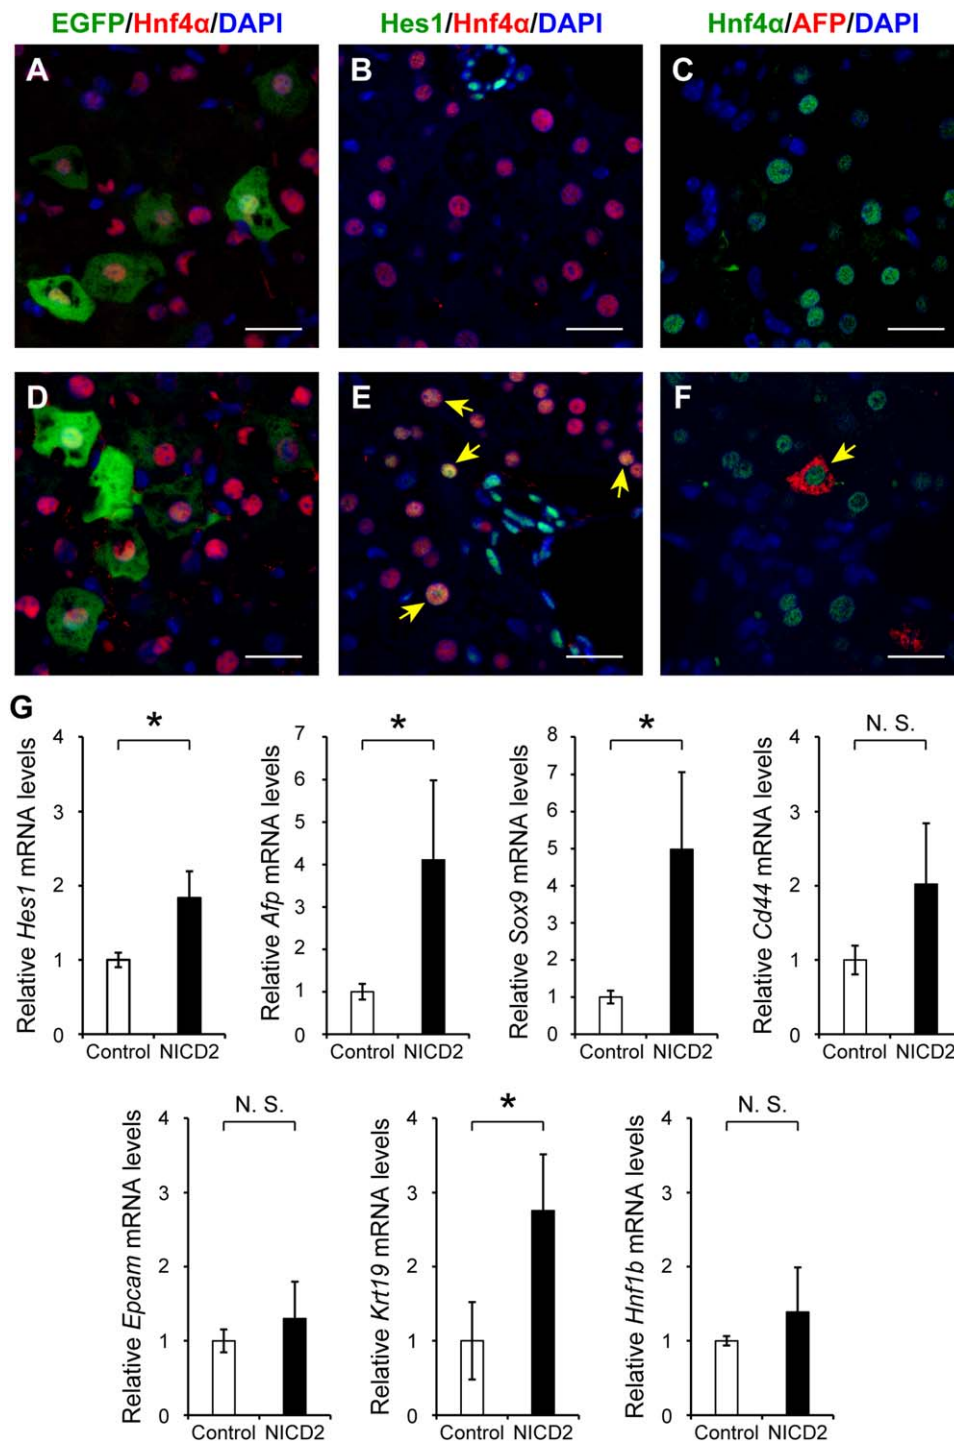 EGFP/Hnf4α/DAPI Hes1/Hnf4α/DAPI Hnf4α/AFP/DAPI
A B C
D E F
G
Relative Hes1 mRNA levels
4
3
2
1
0
*
Control NICD2
Relative Afp mRNA levels
7
6
5
4
3
2
1
0
*
Control NICD2
Relative Sox9 mRNA levels
8
7
6
5
4
3
2
1
0
*
Control NICD2
Relative Cd44 mRNA levels
4
3
2
1
0
N. S.
Control NICD2
Relative Epcam mRNA levels
4
3
2
1
0
N. S.
Control NICD2
Relative Krt19 mRNA levels
4
3
2
1
0
*
Control NICD2
Relative Hnf1b mRNA levels
4
3
2
1
0
N. S.
Control NICD2